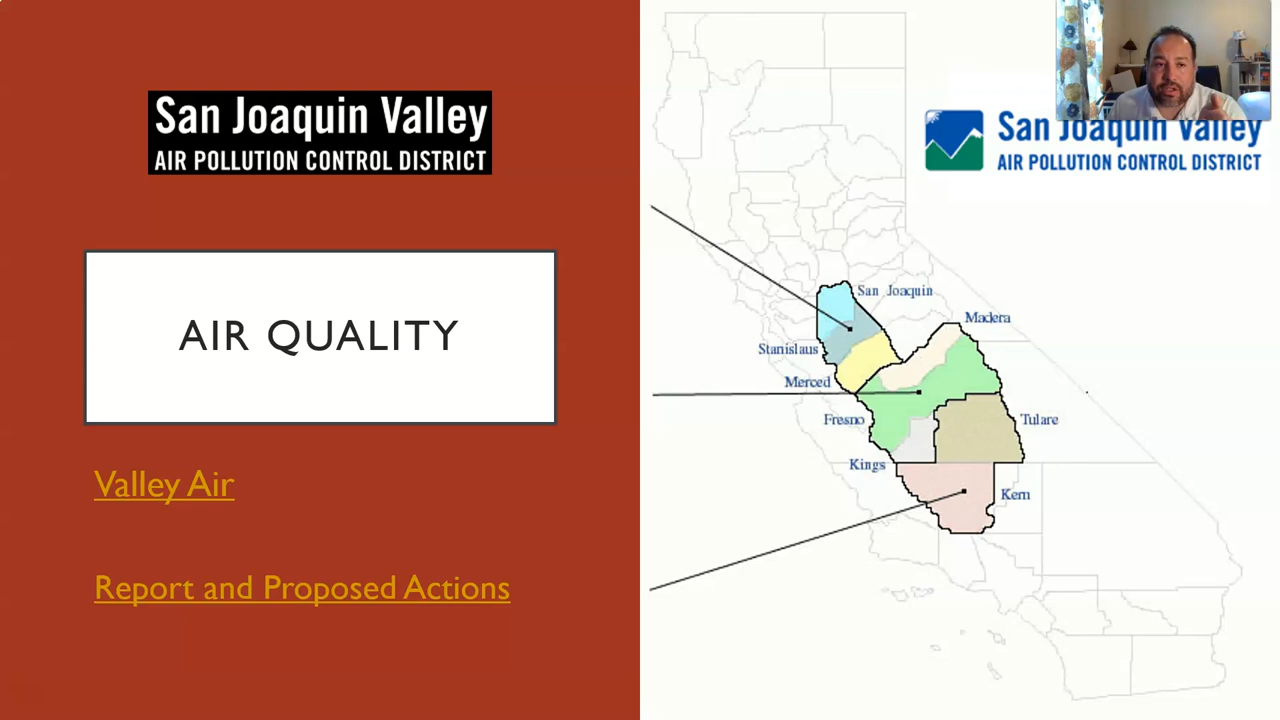 San Joaquin Valley
AIR POLLUTION CONTROL DISTRICT
AIR QUALITY
Valley Air
Report and Proposed Actions
San Joaquin Valley
AIR POLLUTION CONTROL DISTRICT
San Joaquin
Madera
Stanislaus
Merced
Fresno
Tulare
Kings
Kern